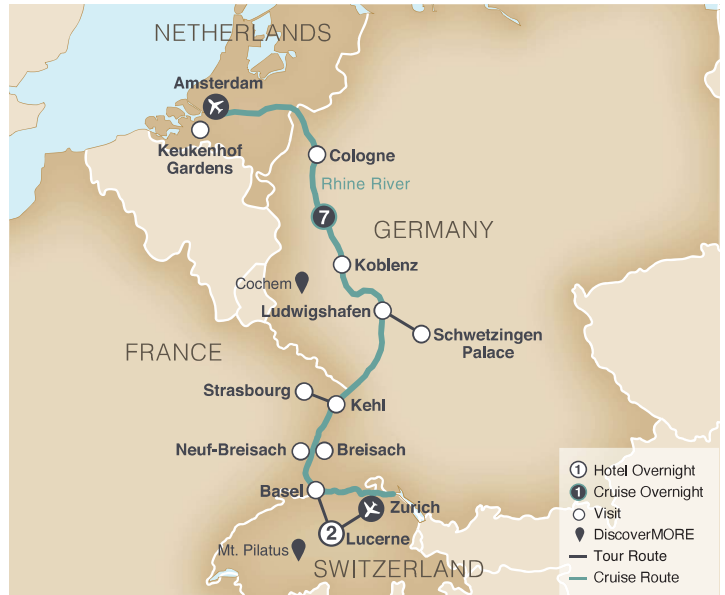 NETHERLANDS
Amsterdam
Keukenhof
Gardens
Cologne
Rhine River
7
GERMANY
Koblenz
Cochem
Ludwigshafen
Schwetzingen
Palace
FRANCE
Strasbourg
Kehl
Neuf-Breisach
Breisach
Basel
Zurich
2
Lucerne
Mt. Pilatus
SWITZERLAND
1 Hotel Overnight
1 Cruise Overnight
Visit
DiscoverMORE
Tour Route
Cruise Route